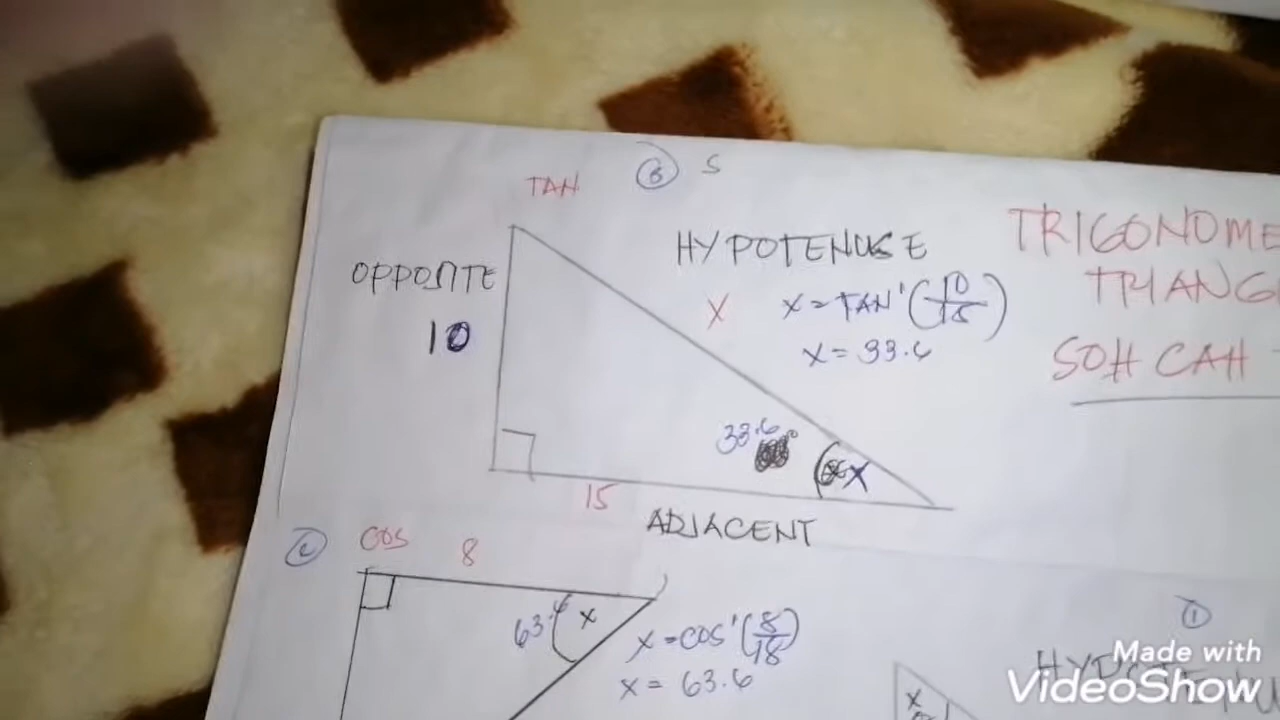 TAN
B S
OPPOSITE
10
HYPOTENUSE
X
X = TAN' (10/15)
X = 33.6
TRIGONOME
TRIANG
SOH CAH
33.6
X
15
ADJACENT
C COS 8
63.6
X
X = COS' (8/18)
X = 63.6
1
X
Made with
VideoShow